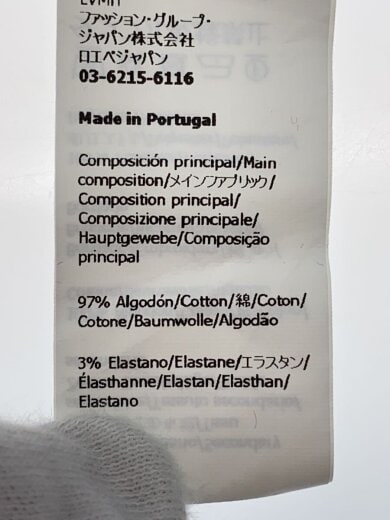 LVMH
ファッション・グループ・
ジャパン株式会社
ロエベジャパン
03-6215-6116
Made in Portugal
Composición principal/Main
composition/メインファブリック/
Composition principal/
Composizione principale/
Hauptgewebe/Composição
principal
97% Algodón/Cotton/綿/Coton/
Cotone/Baumwolle/Algodão
3% Elastano/Elastane/エラスタン/
Élasthanne/Elastan/Elasthan/
Elastano